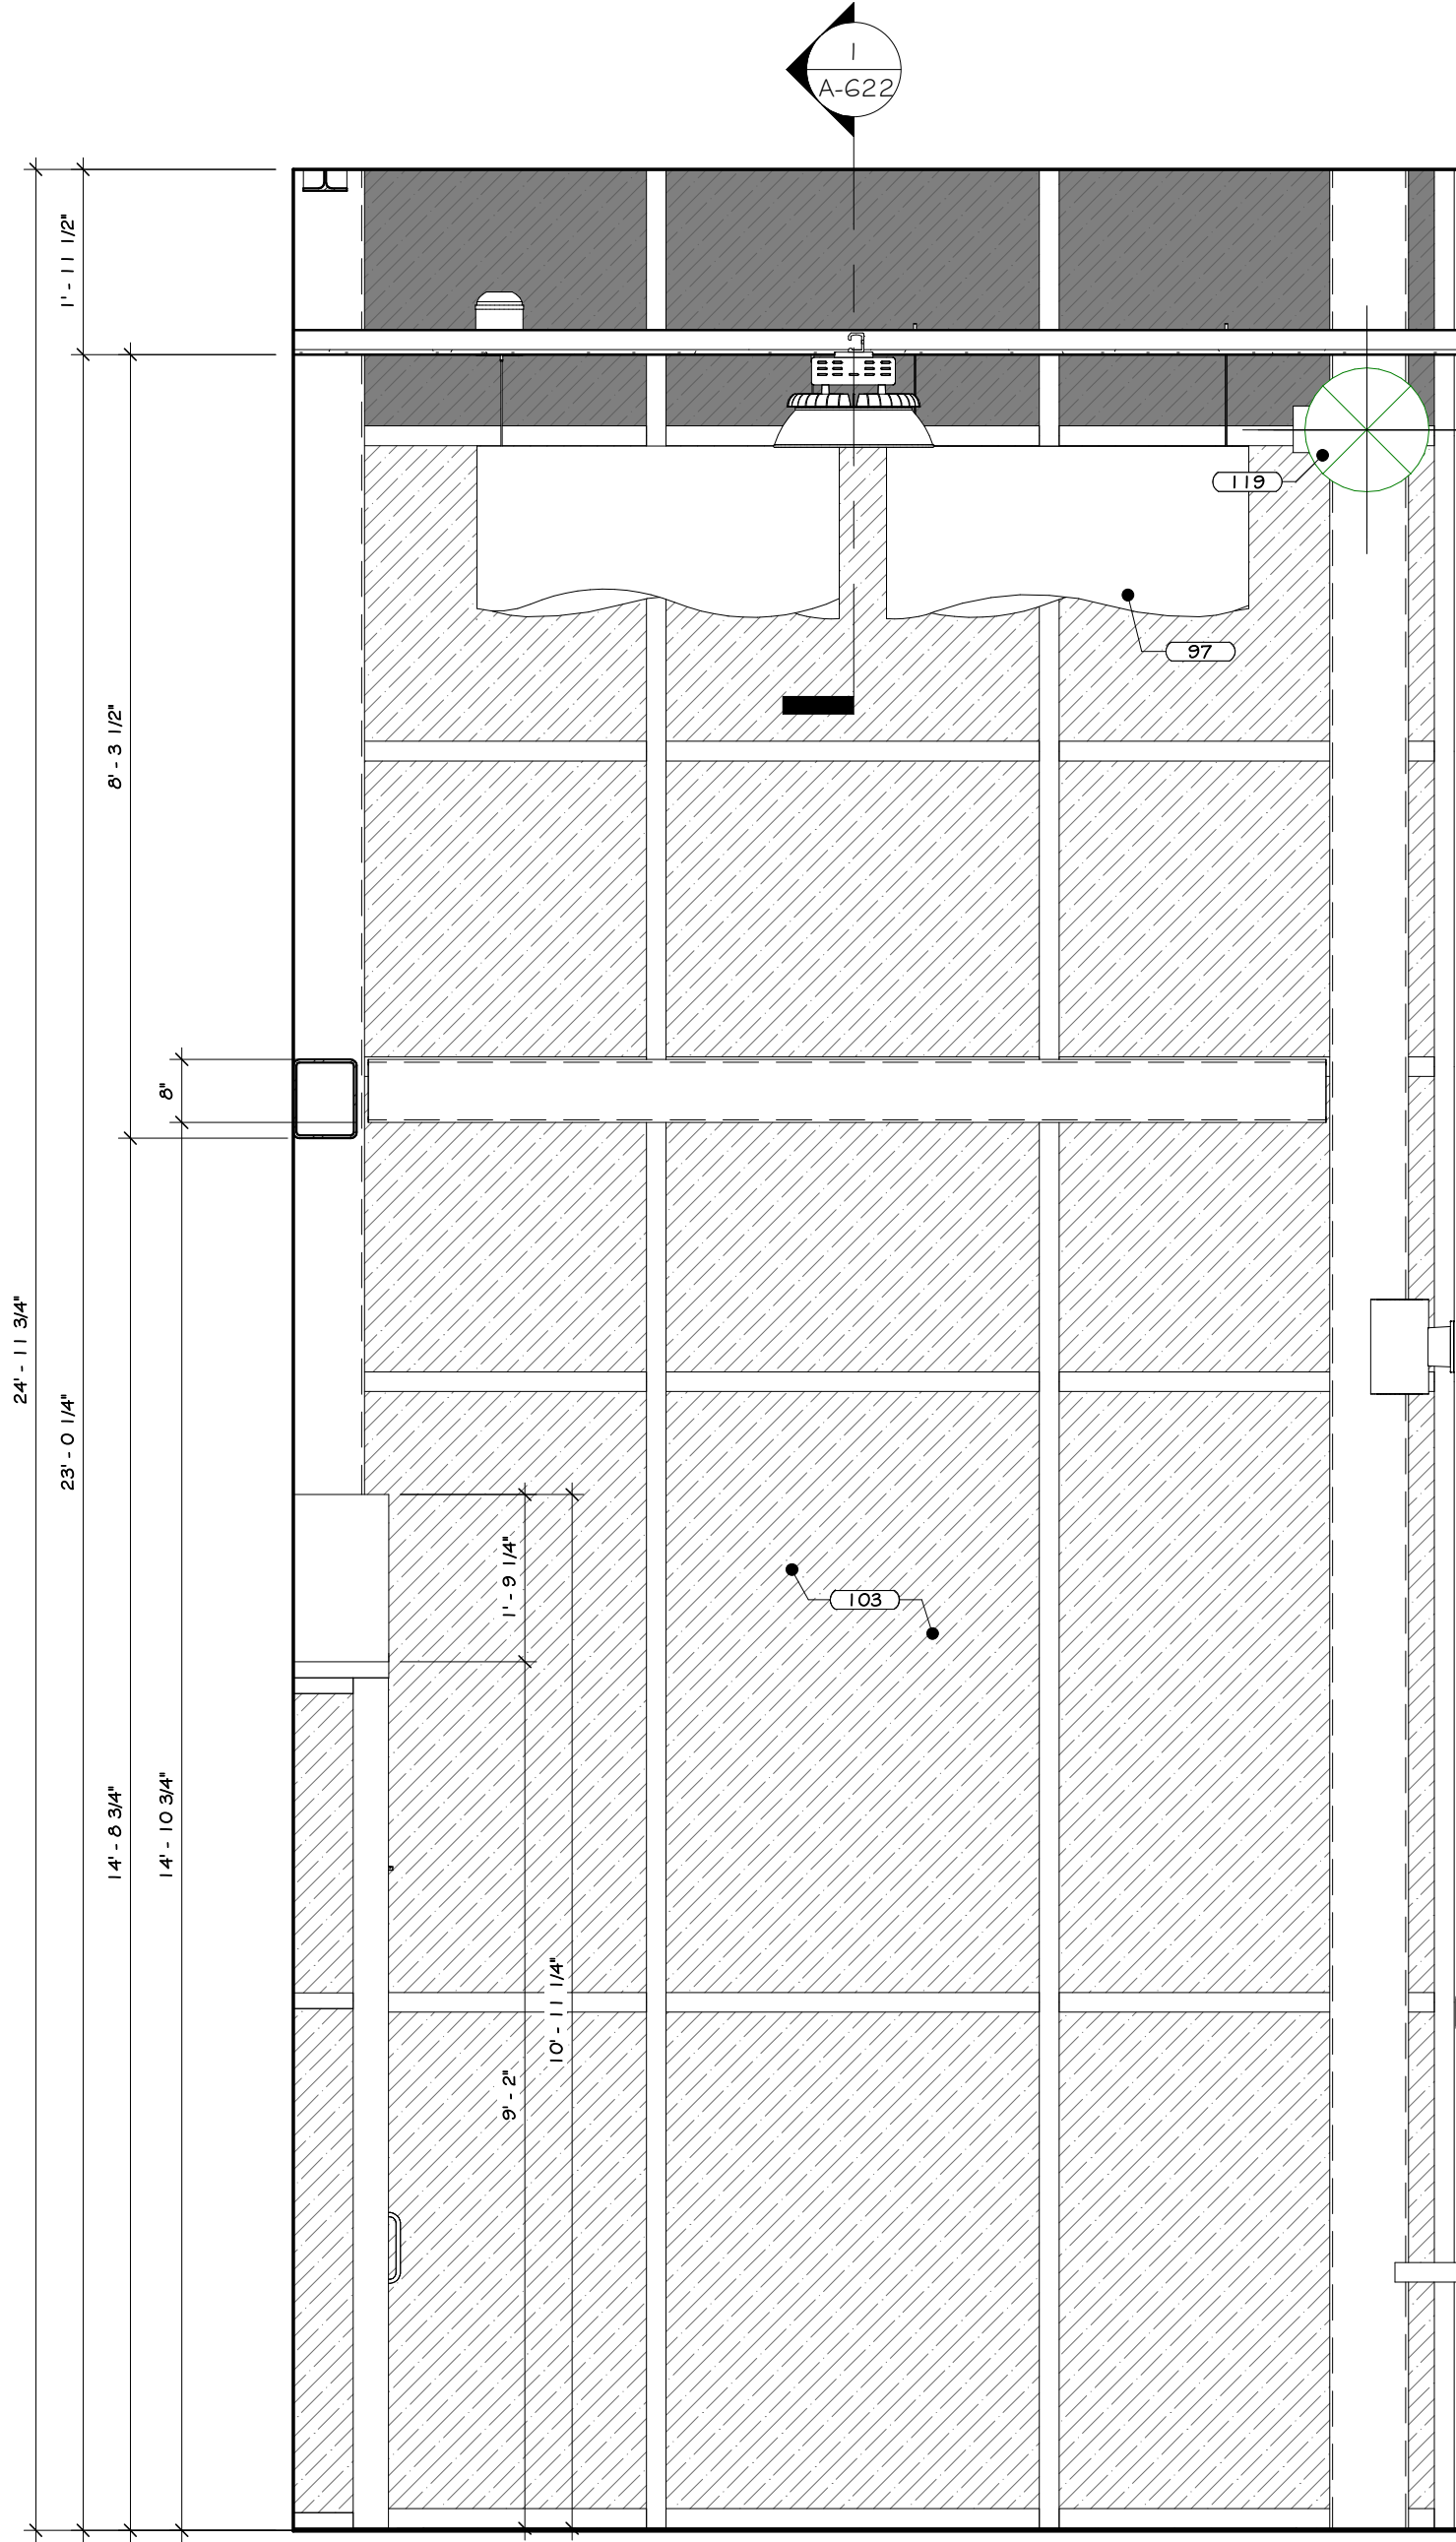 1
A-622
1' - 11 1/2"
119
97
8' - 3 1/2"
8"
24' - 11 3/4"
23' - 0 1/4"
1' - 9 1/4"
103
14' - 8 3/4"
14' - 10 3/4"
10' - 11 1/4"
9' - 2"